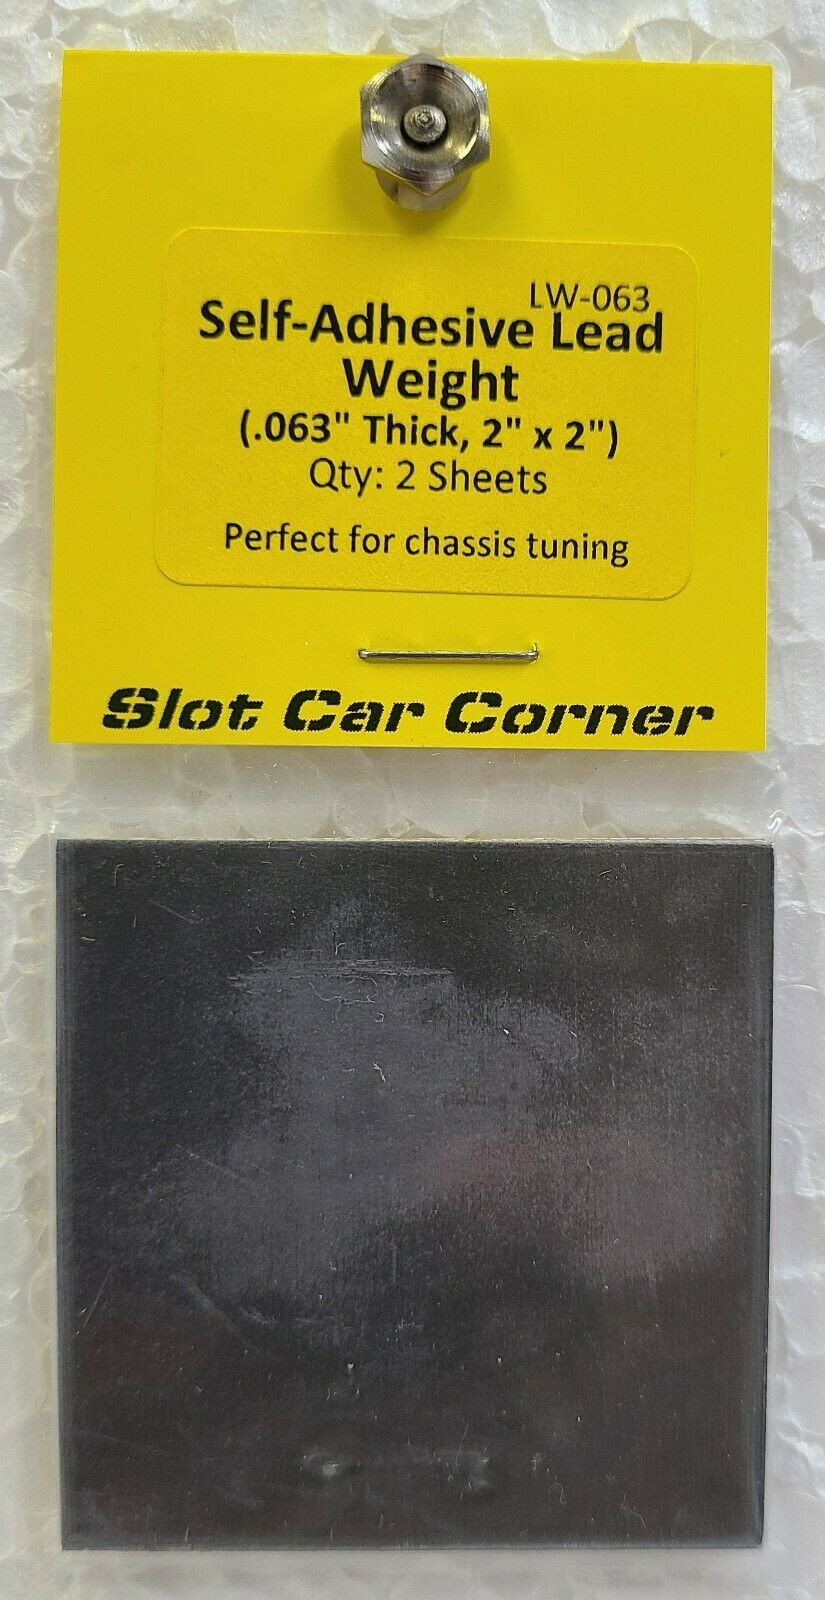 LW-063
Self-Adhesive Lead
Weight
(.063" Thick, 2" x 2")
Qty: 2 Sheets
Perfect for chassis tuning
Slot Car Corner